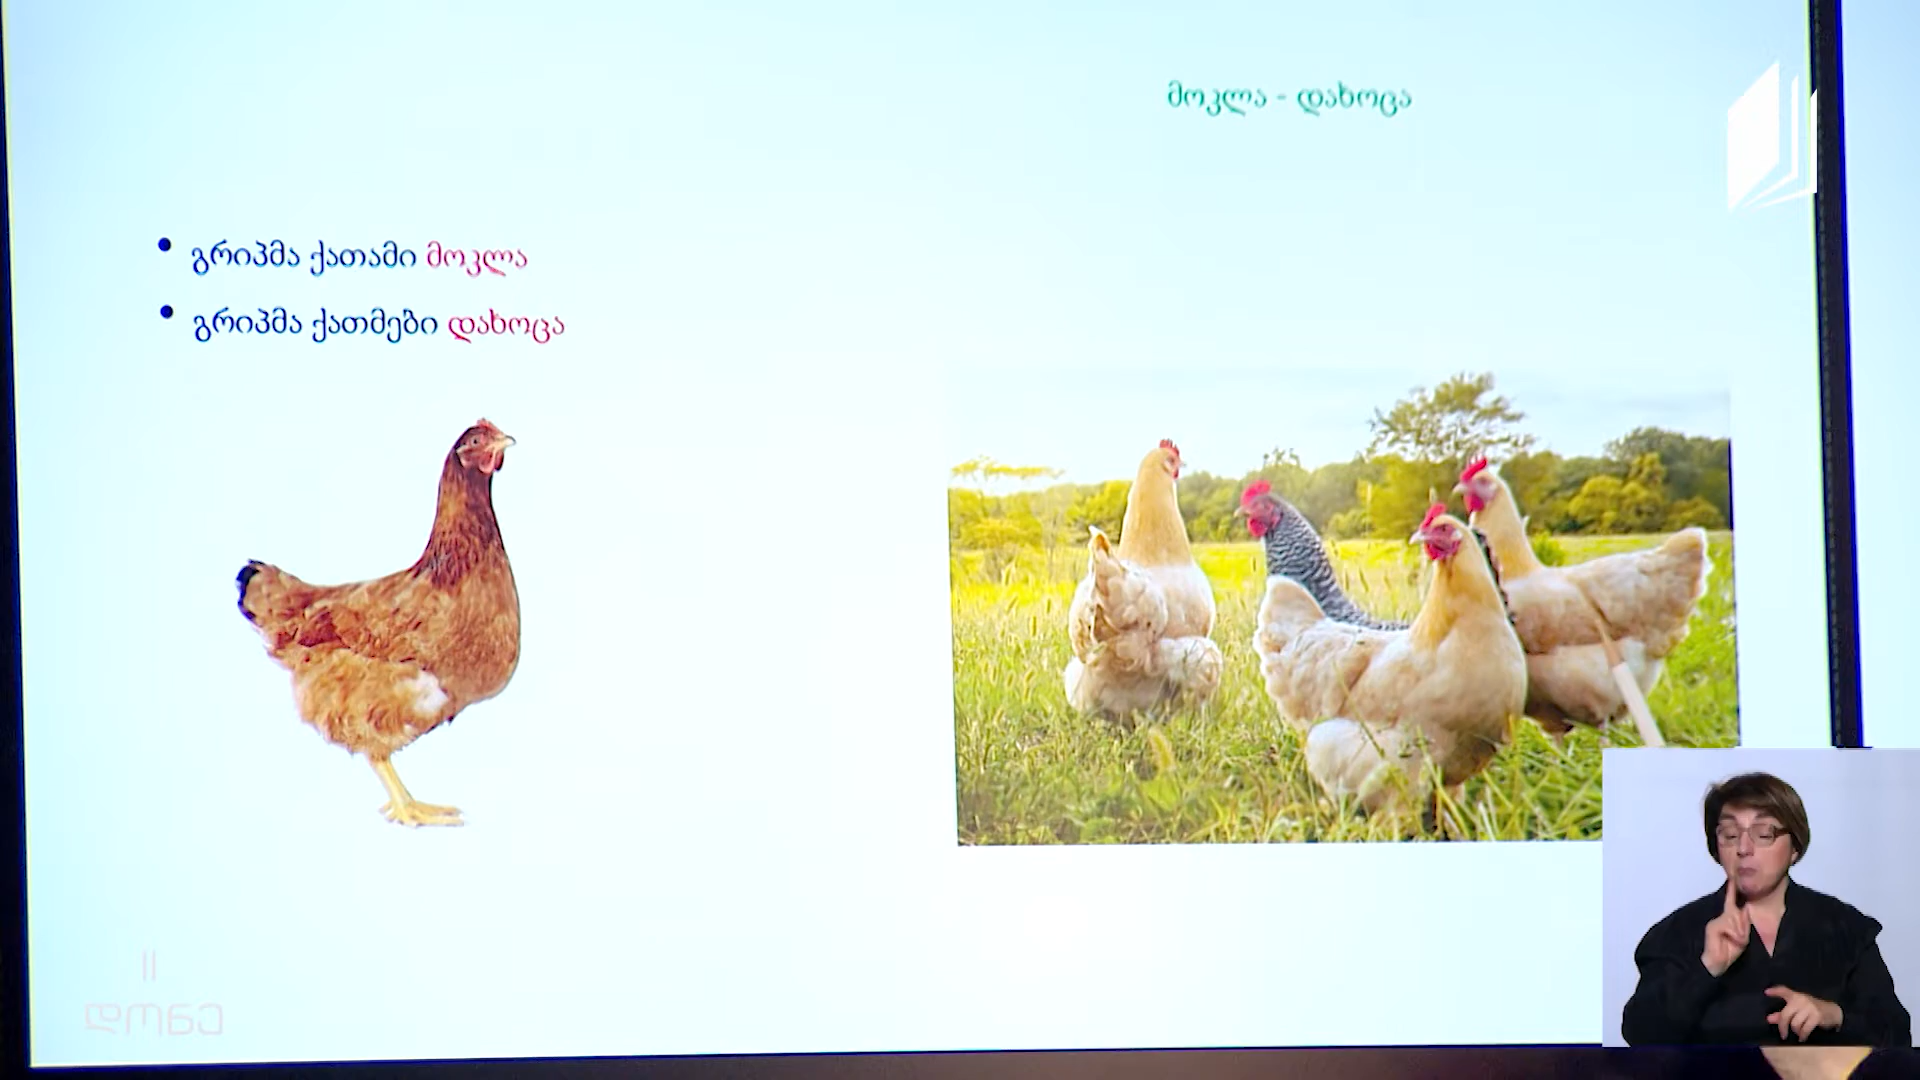 მოკლა - დახოცა
• გრიპმა ქათამი მოკლა
• გრიპმა ქათმები დახოცა
II
დონე